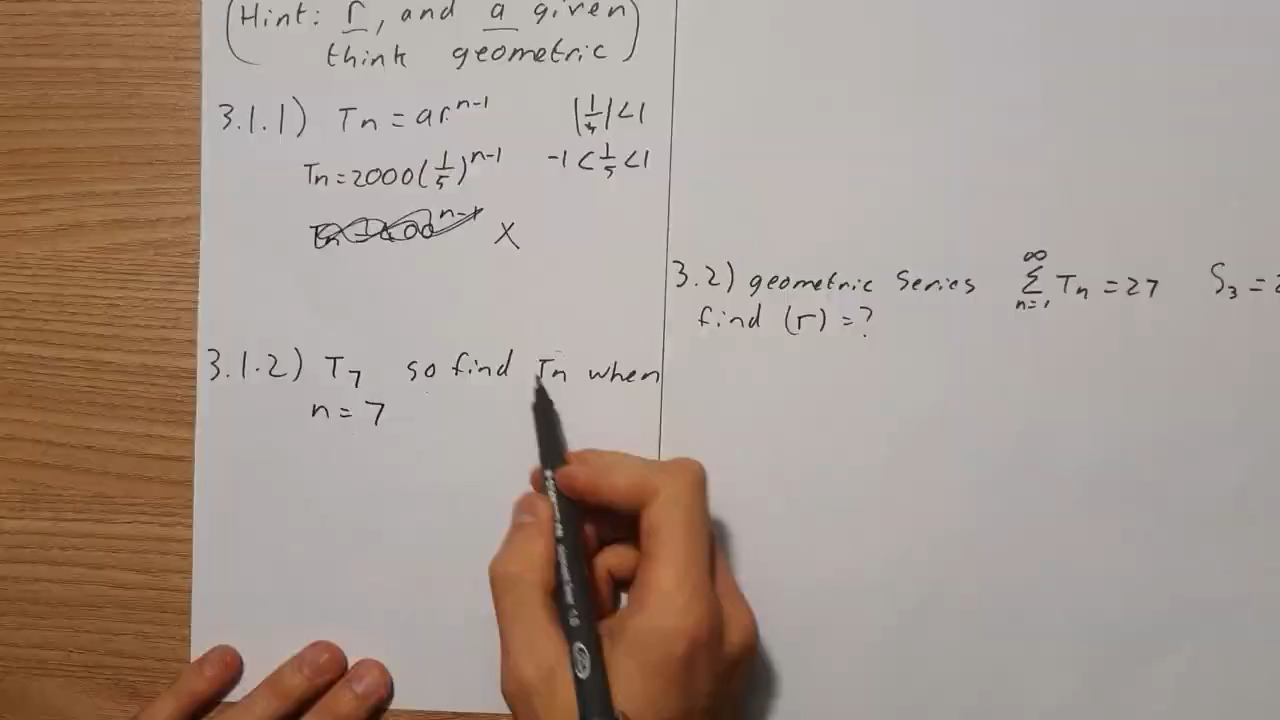 (Hint: r, and a given
think geometric)
3.1.1) Tn = ar^n-1
|1/5|<1
Tn=2000(1/5)^n-1
-1<1/5<1
X
3.1.2) T7 so find Tn when
n=7
3.2) geometric series ∞ Σ n=1 Tn = 27 S3 =
find (r) = ?